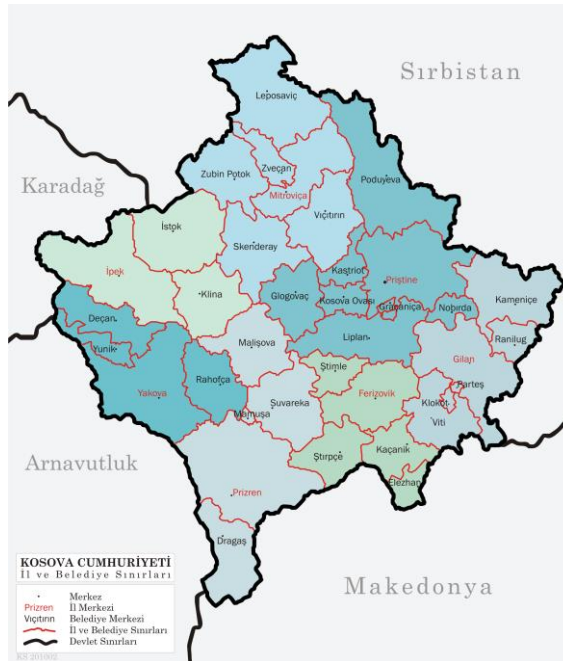 Sırbistan
Leposaviç
Zubin Potok
Zveçan
Poduyeva
Karadağ
Mitroviça
Vıçıtırın
İstok
Skenderay
İpek
Kastriot
Priştine
Klina
Glogovaç
Kosova Ovası
Graçaniça
Nobırda
Kameniçe
Deçan
Malişova
Liplan
Ranilug
Yunik
Ştimle
Gilan
Rahofça
Ferizovik
Parteş
Yakova
Mamuşa
Suvareka
Klokot
Viti
Arnavutluk
Ştırpçe
Kaçanik
Elezhan
Prizren
Dragaş
Makedonya
KOSOVA CUMHURİYETİ
İl ve Belediye Sınırları
Merkez
Prizren İl Merkezi
Vıçıtırın Belediye Merkezi
İl ve Belediye Sınırları
Devlet Sınırları